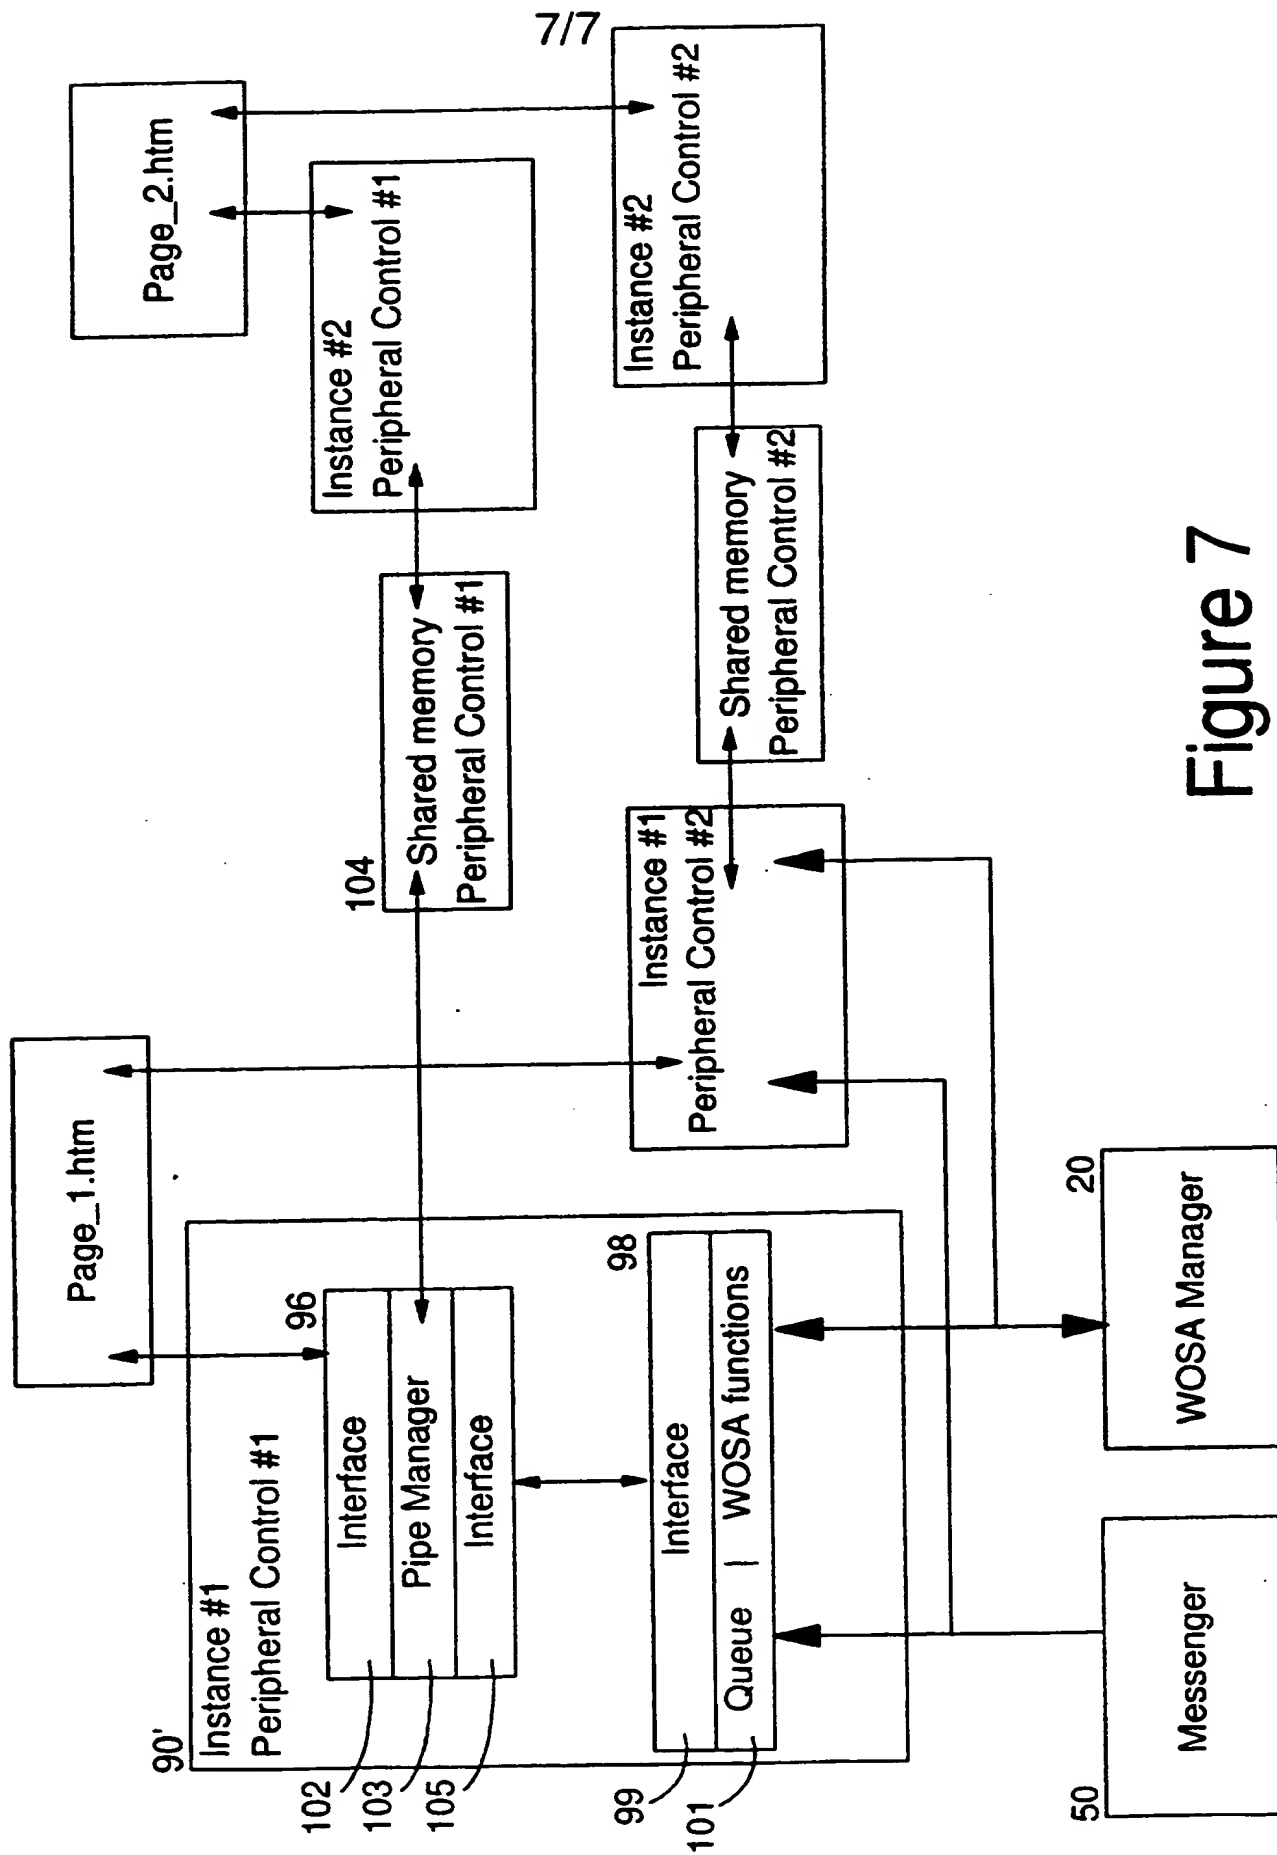 7/7
Page_1.htm
Page_2.htm
90'
Instance #1
Peripheral Control #1
96
Interface
Pipe Manager
Interface
102
103
105
98
Interface
Queue | WOSA functions
99
101
104
Shared memory
Peripheral Control #1
Instance #2
Peripheral Control #1
Instance #1
Peripheral Control #2
Shared memory
Peripheral Control #2
Instance #2
Peripheral Control #2
50
Messenger
20
WOSA Manager
Figure 7